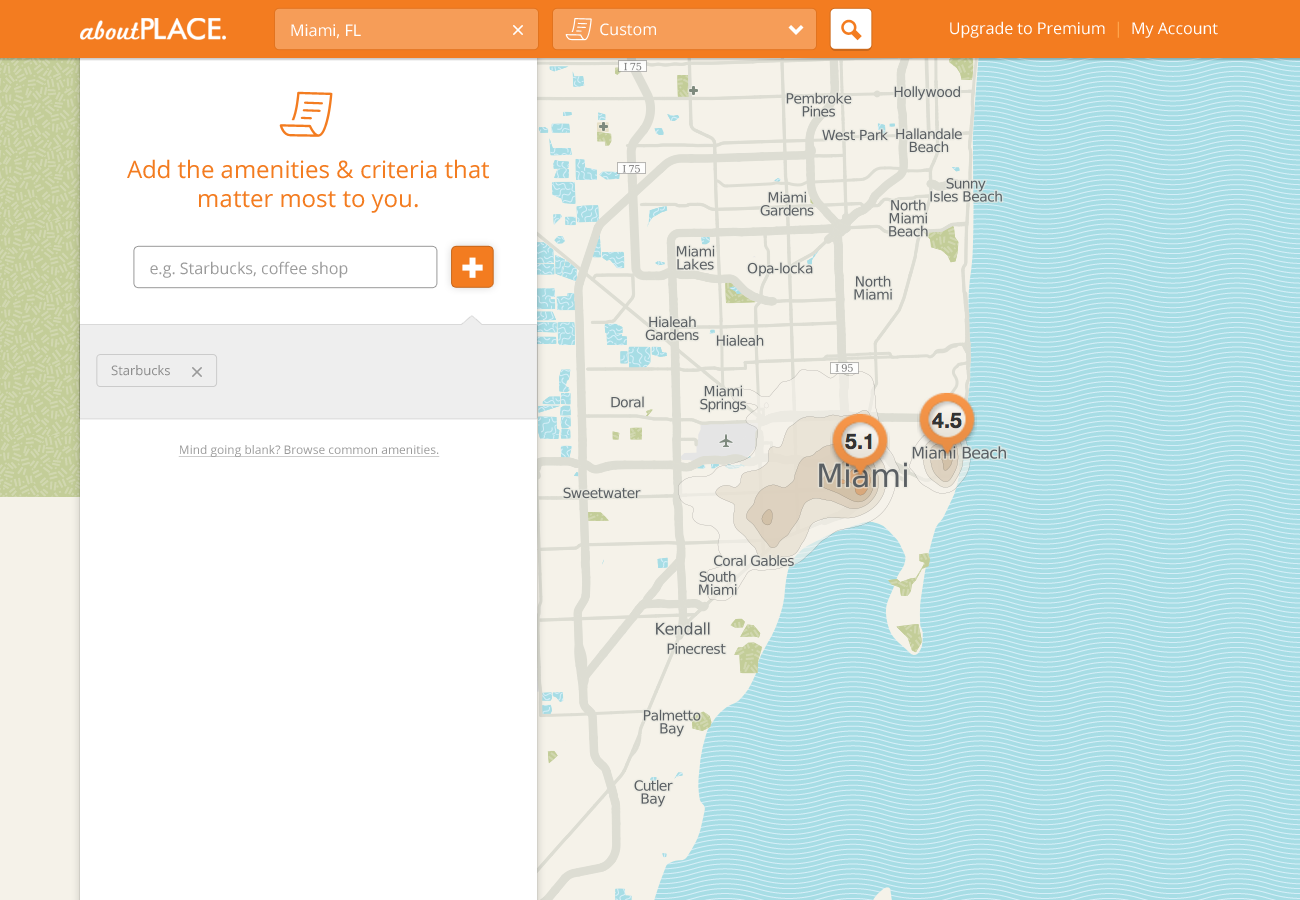 aboutPLACE.
Miami, FL
Custom
Upgrade to Premium
My Account
Add the amenities & criteria that
matter most to you.
e.g. Starbucks, coffee shop
Starbucks
Mind going blank? Browse common amenities.
I 75
Hollywood
Pembroke
Pines
West Park
Hallandale
Beach
I 75
Sunny
Isles Beach
Miami
Gardens
North
Miami
Beach
Miami
Lakes
Opa-locka
North
Miami
Hialeah
Gardens
Hialeah
I 95
Miami
Springs
Doral
4.5
5.1
Miami Beach
Miami
Sweetwater
Coral Gables
South
Miami
Kendall
Pinecrest
Palmetto
Bay
Cutler
Bay